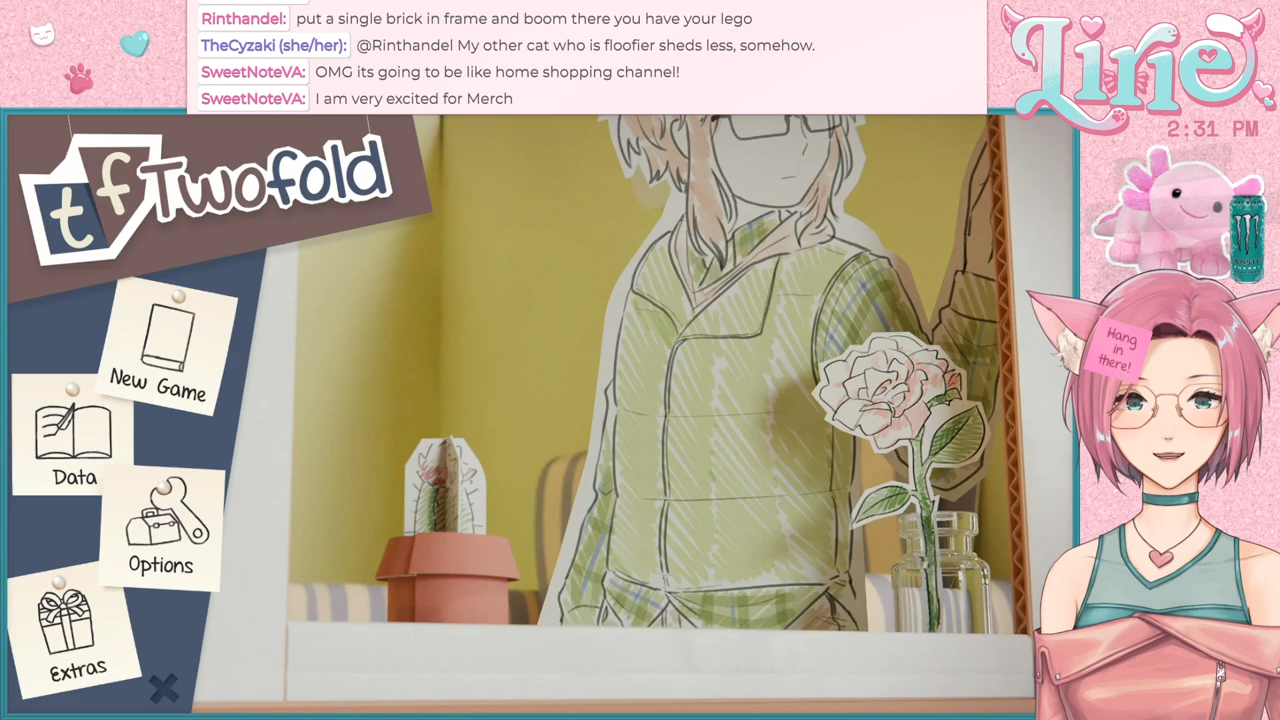 Rinthandel: put a single brick in frame and boom there you have your lego
TheCyzaki (she/her): @Rinthandel My other cat who is floofier sheds less, somehow.
SweetNoteVA: OMG its going to be like home shopping channel!
SweetNoteVA: I am very excited for Merch
Lirie
2:31 PM
tf Twofold
New Game
Data
Options
Extras
Hang
in
there!